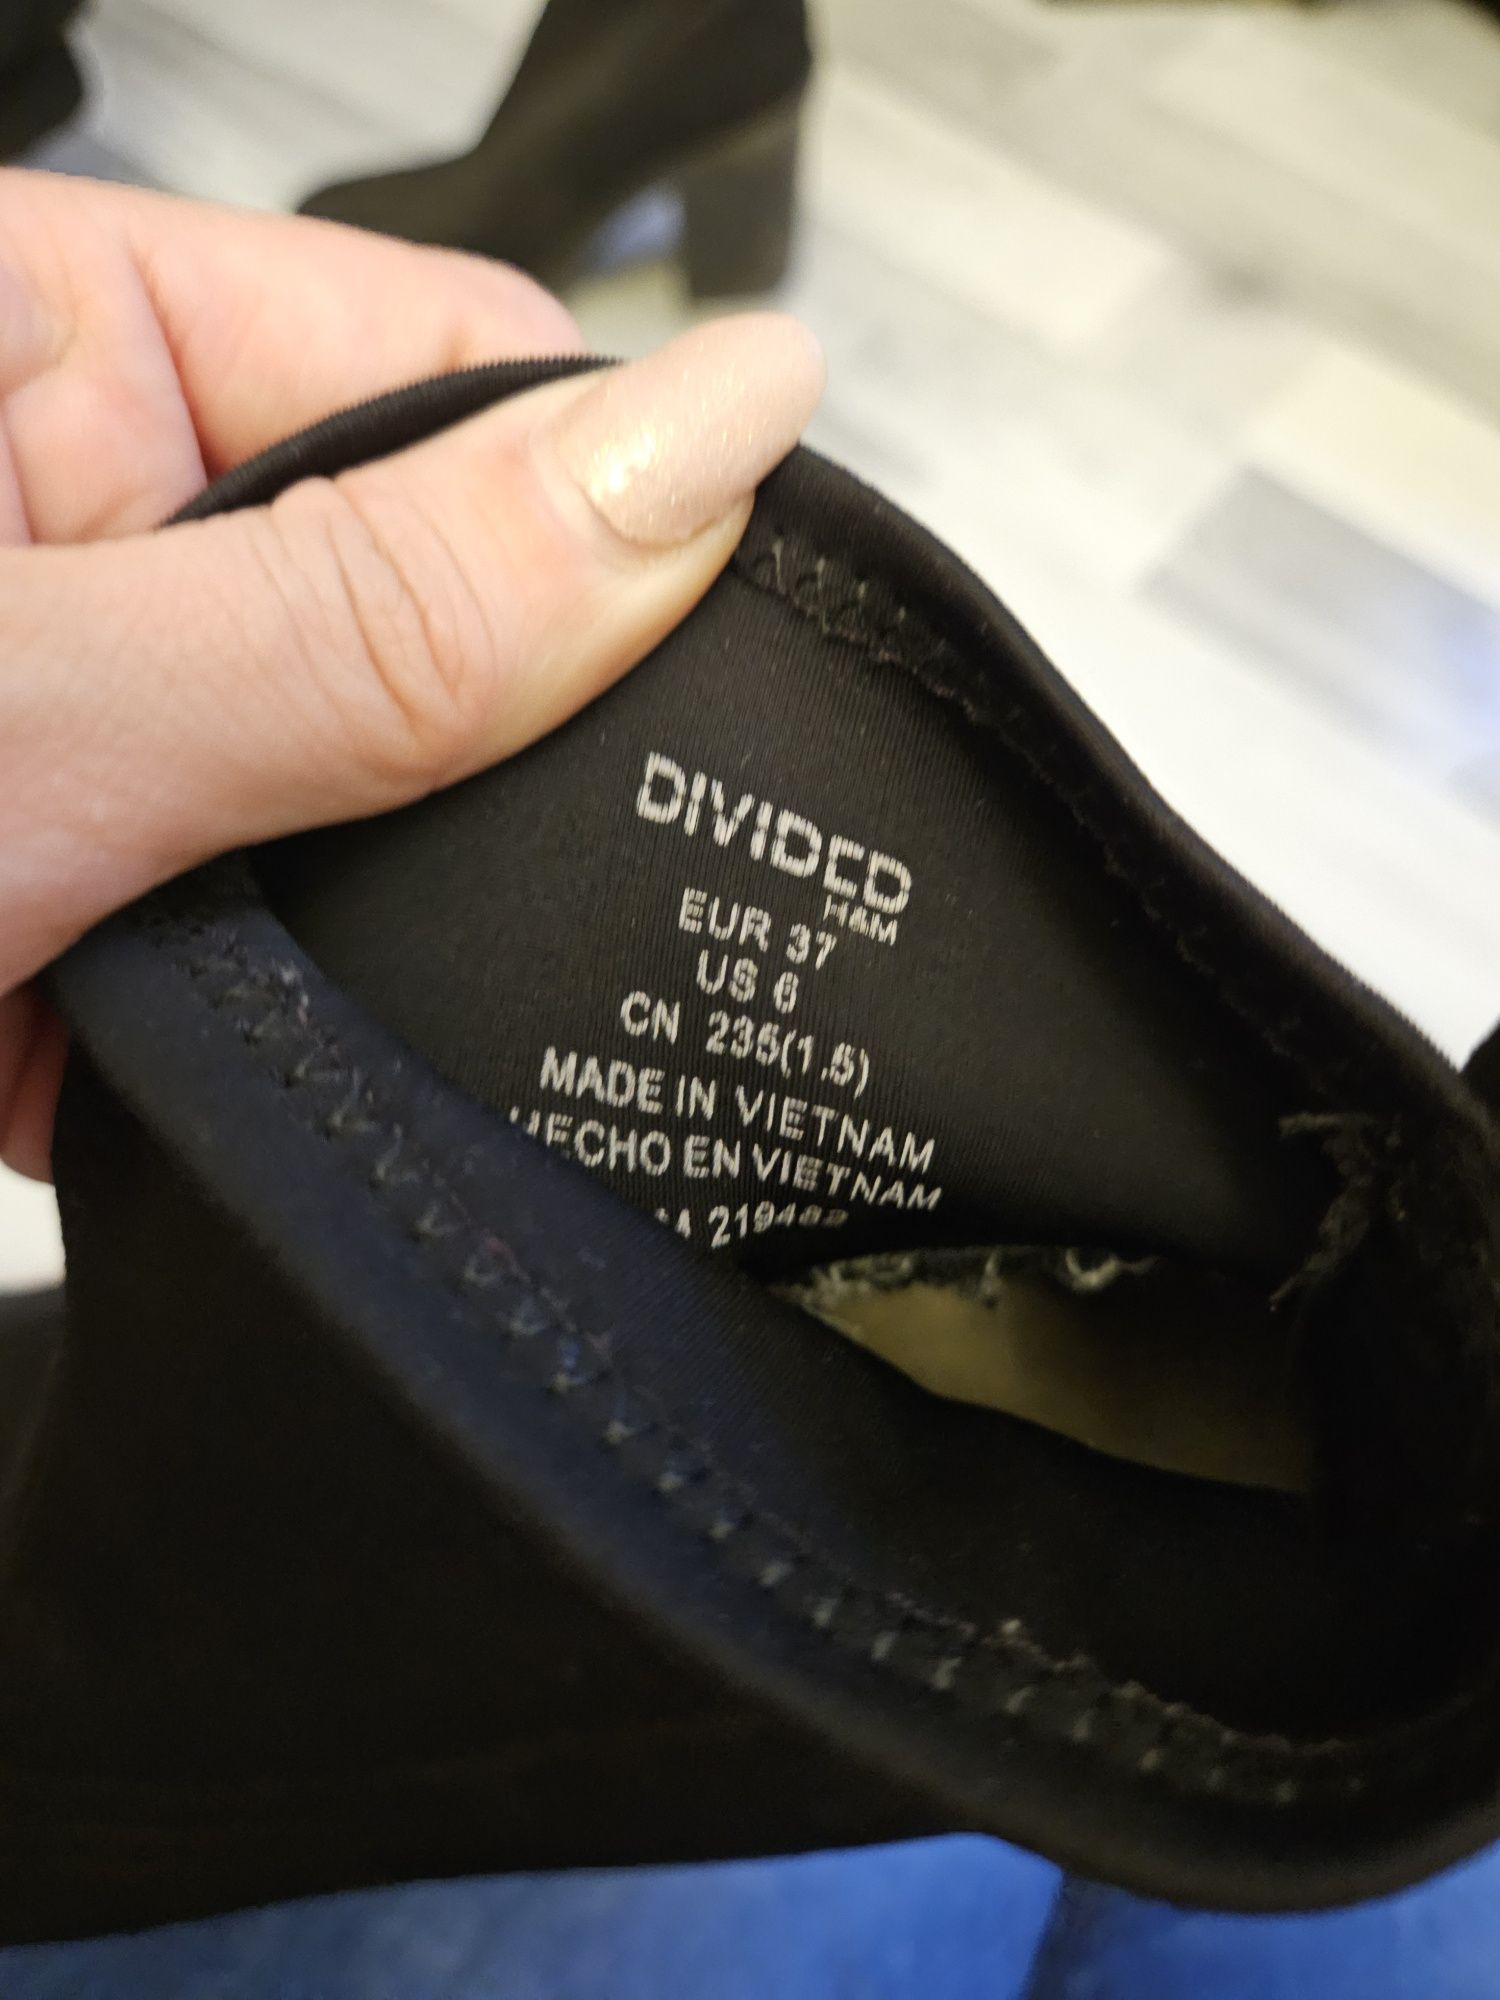 DIVIDED
H&M
EUR 37
US 6
CN 235(1.5)
MADE IN VIETNAM
HECHO EN VIETNAM